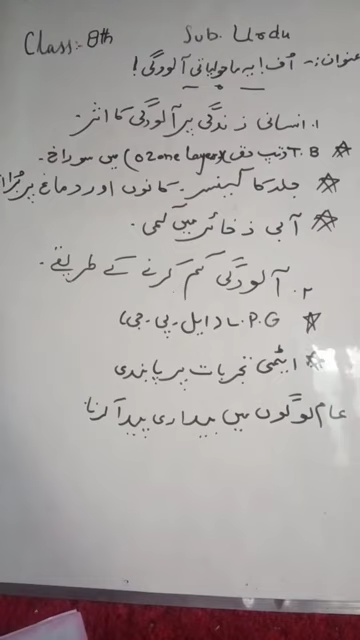 Class:- 8th Sub. Urdu
عنوان:- اُف! یہ ماحولیاتی آلودگی!
۱. انسانی زندگی پر آلودگی کا اثر۔
☆ T.B تپ دق (Ozone layer) میں سوراخ۔
☆ جلد کا کینسر۔ کانوں اور دماغ پر
☆ آبی ذخائر میں کمی۔
۲. آلودگی کم کرنے کے طریقے۔
☆ L.P.G (ایل۔پی۔جی)
☆ ایٹمی تجربات پر پابندی
عام لوگوں میں بیداری پیدا کرنا